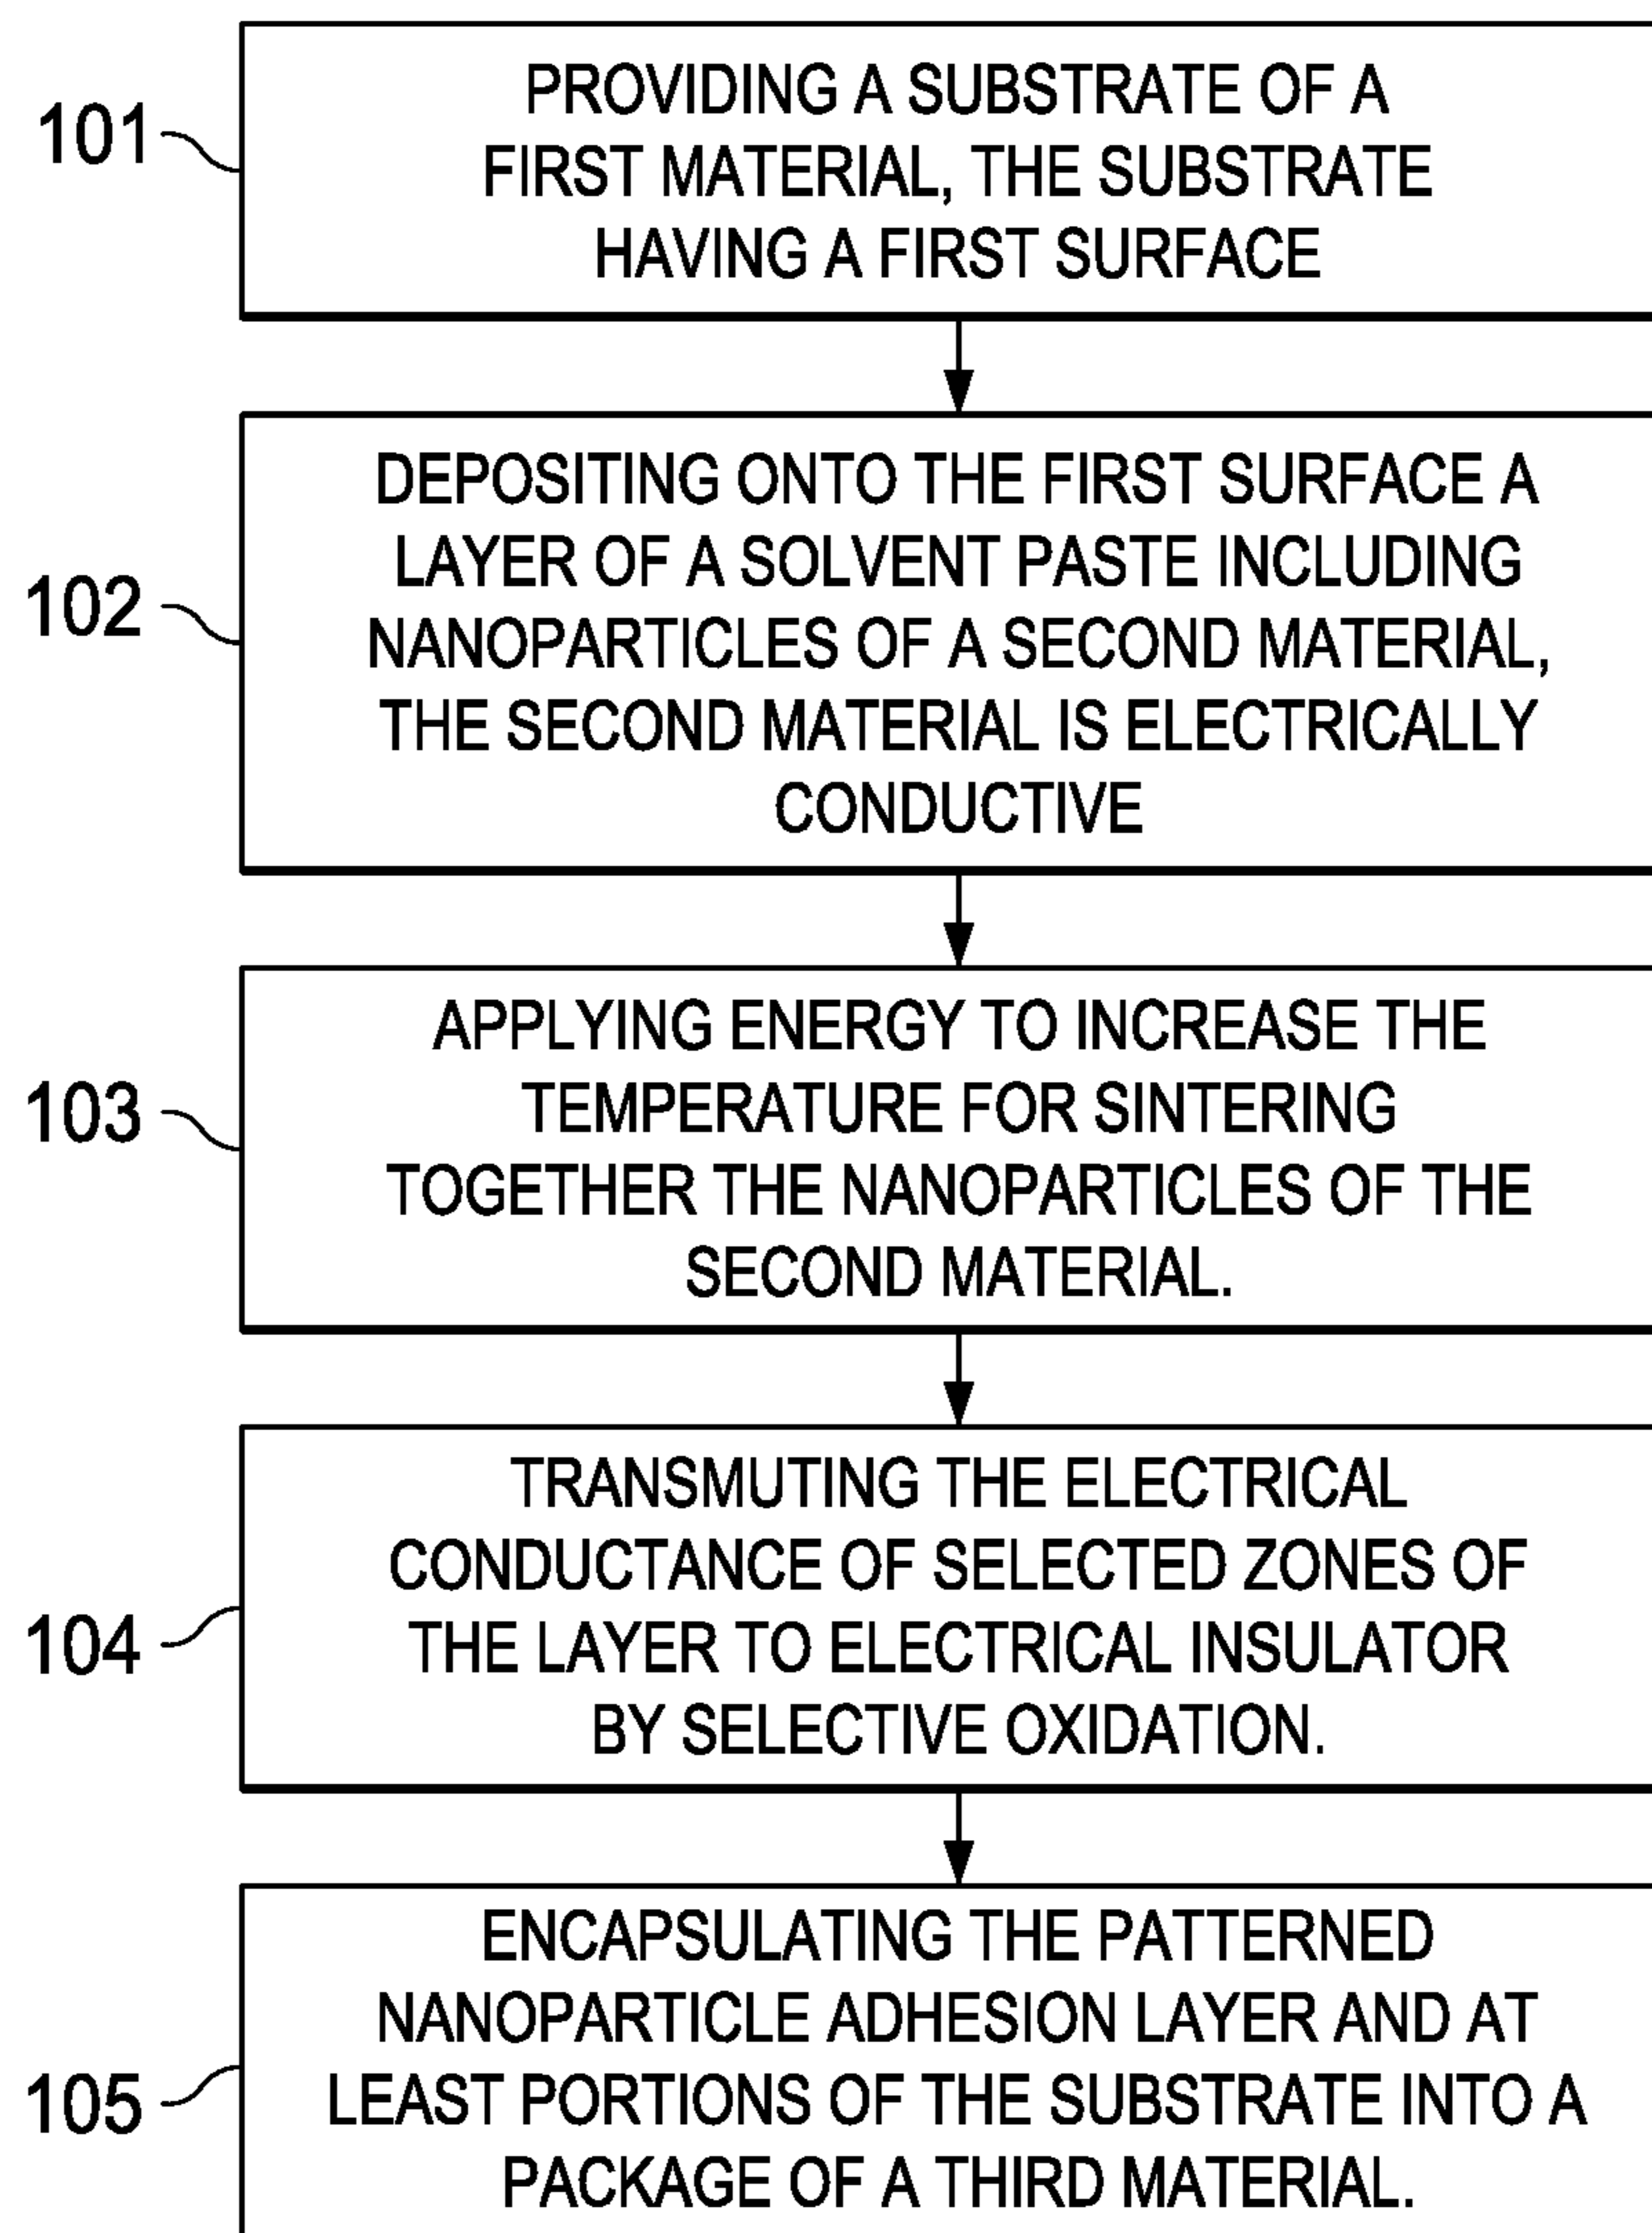 101
PROVIDING A SUBSTRATE OF A
FIRST MATERIAL, THE SUBSTRATE
HAVING A FIRST SURFACE
102
DEPOSITING ONTO THE FIRST SURFACE A
LAYER OF A SOLVENT PASTE INCLUDING
NANOPARTICLES OF A SECOND MATERIAL,
THE SECOND MATERIAL IS ELECTRICALLY
CONDUCTIVE
103
APPLYING ENERGY TO INCREASE THE
TEMPERATURE FOR SINTERING
TOGETHER THE NANOPARTICLES OF THE
SECOND MATERIAL.
104
TRANSMUTING THE ELECTRICAL
CONDUCTANCE OF SELECTED ZONES OF
THE LAYER TO ELECTRICAL INSULATOR
BY SELECTIVE OXIDATION.
105
ENCAPSULATING THE PATTERNED
NANOPARTICLE ADHESION LAYER AND AT
LEAST PORTIONS OF THE SUBSTRATE INTO A
PACKAGE OF A THIRD MATERIAL.